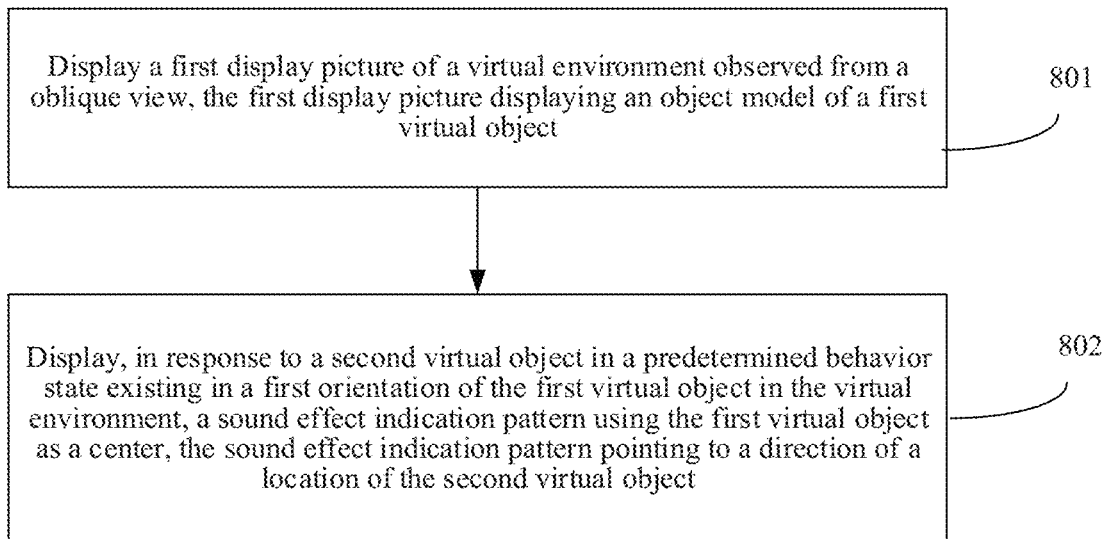 Display a first display picture of a virtual environment observed from a
oblique view, the first display picture displaying an object model of a first
virtual object
801
Display, in response to a second virtual object in a predetermined behavior
state existing in a first orientation of the first virtual object in the virtual
environment, a sound effect indication pattern using the first virtual object
as a center, the sound effect indication pattern pointing to a direction of a
location of the second virtual object
802